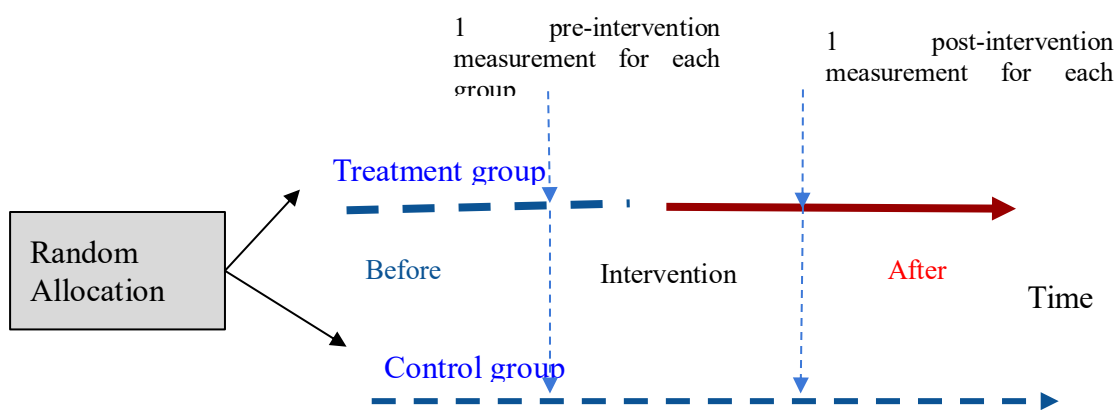 1 pre-intervention
measurement for each
group
1 post-intervention
measurement for each
Treatment group
Random
Allocation
Before
Intervention
After
Time
Control group